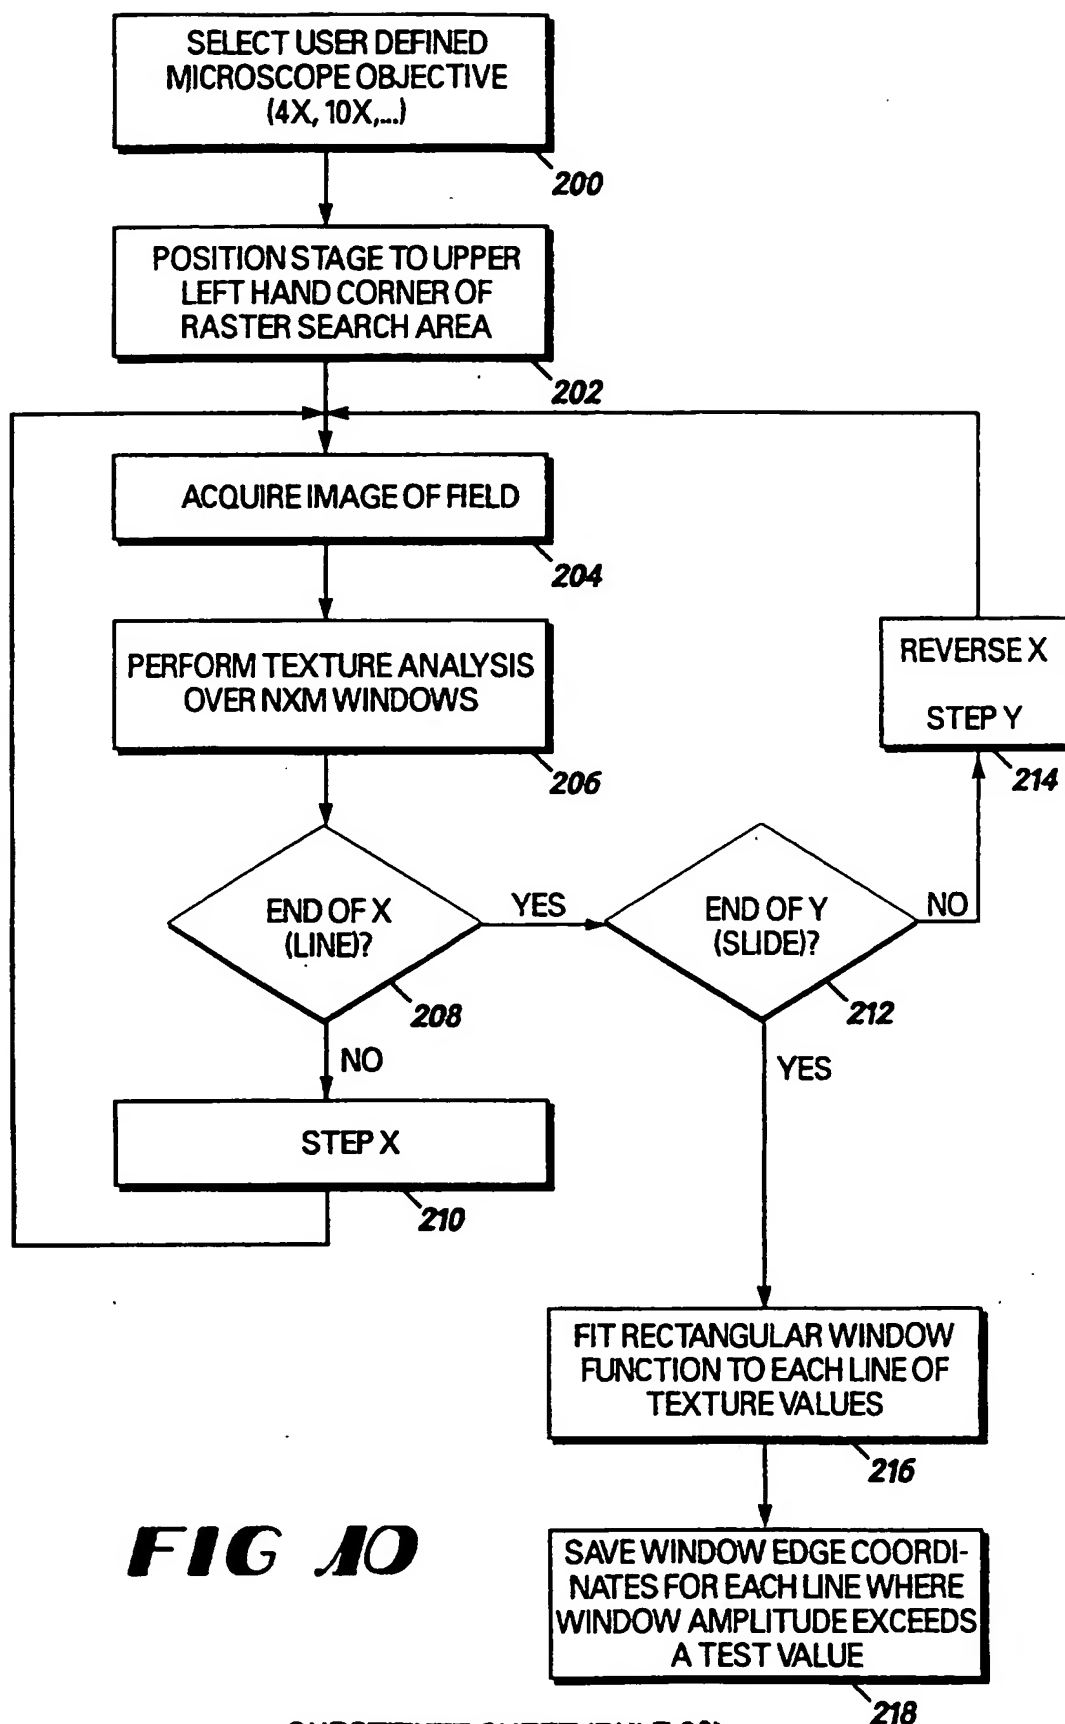 SELECT USER DEFINED
MICROSCOPE OBJECTIVE
(4X, 10X,...)
200
POSITION STAGE TO UPPER
LEFT HAND CORNER OF
RASTER SEARCH AREA
202
ACQUIRE IMAGE OF FIELD
204
PERFORM TEXTURE ANALYSIS
OVER NXM WINDOWS
206
REVERSE X
STEP Y
214
END OF X
(LINE)?
208
YES
END OF Y
(SLIDE)?
212
NO
NO
YES
STEP X
210
FIT RECTANGULAR WINDOW
FUNCTION TO EACH LINE OF
TEXTURE VALUES
216
SAVE WINDOW EDGE COORDI-
NATES FOR EACH LINE WHERE
WINDOW AMPLITUDE EXCEEDS
A TEST VALUE
218
FIG 10